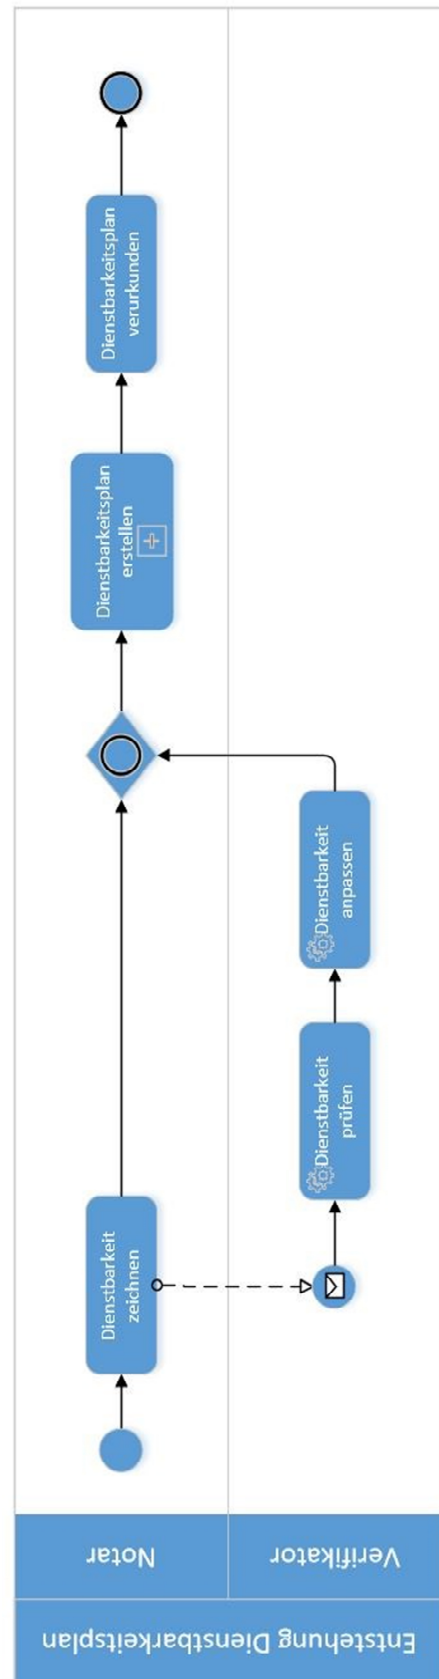 Entstehung Dienstbarkeitsplan
Notar
Dienstbarkeit
zeichnen
Dienstbarkeitsplan
erstellen
Dienstbarkeitsplan
verurkunden
Verifikator
Dienstbarkeit
prüfen
Dienstbarkeit
anpassen